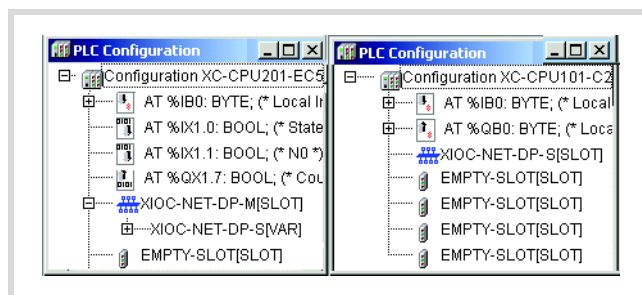 PLC Configuration
Configuration XC-CPU201-EC5
AT %IB0: BYTE; (* Local
AT %IX1.0: BOOL; (* State
AT %IX1.1: BOOL; (* N0 *)
AT %QX1.7: BOOL; (* Cou
XIOC-NET-DP-M[SLOT]
XIOC-NET-DP-S[VAR]
EMPTY-SLOT[SLOT]
PLC Configuration
Configuration XC-CPU101-C2
AT %IB0: BYTE; (* Local
AT %QB0: BYTE; (* Loca
XIOC-NET-DP-S[SLOT]
EMPTY-SLOT[SLOT]
EMPTY-SLOT[SLOT]
EMPTY-SLOT[SLOT]
EMPTY-SLOT[SLOT]